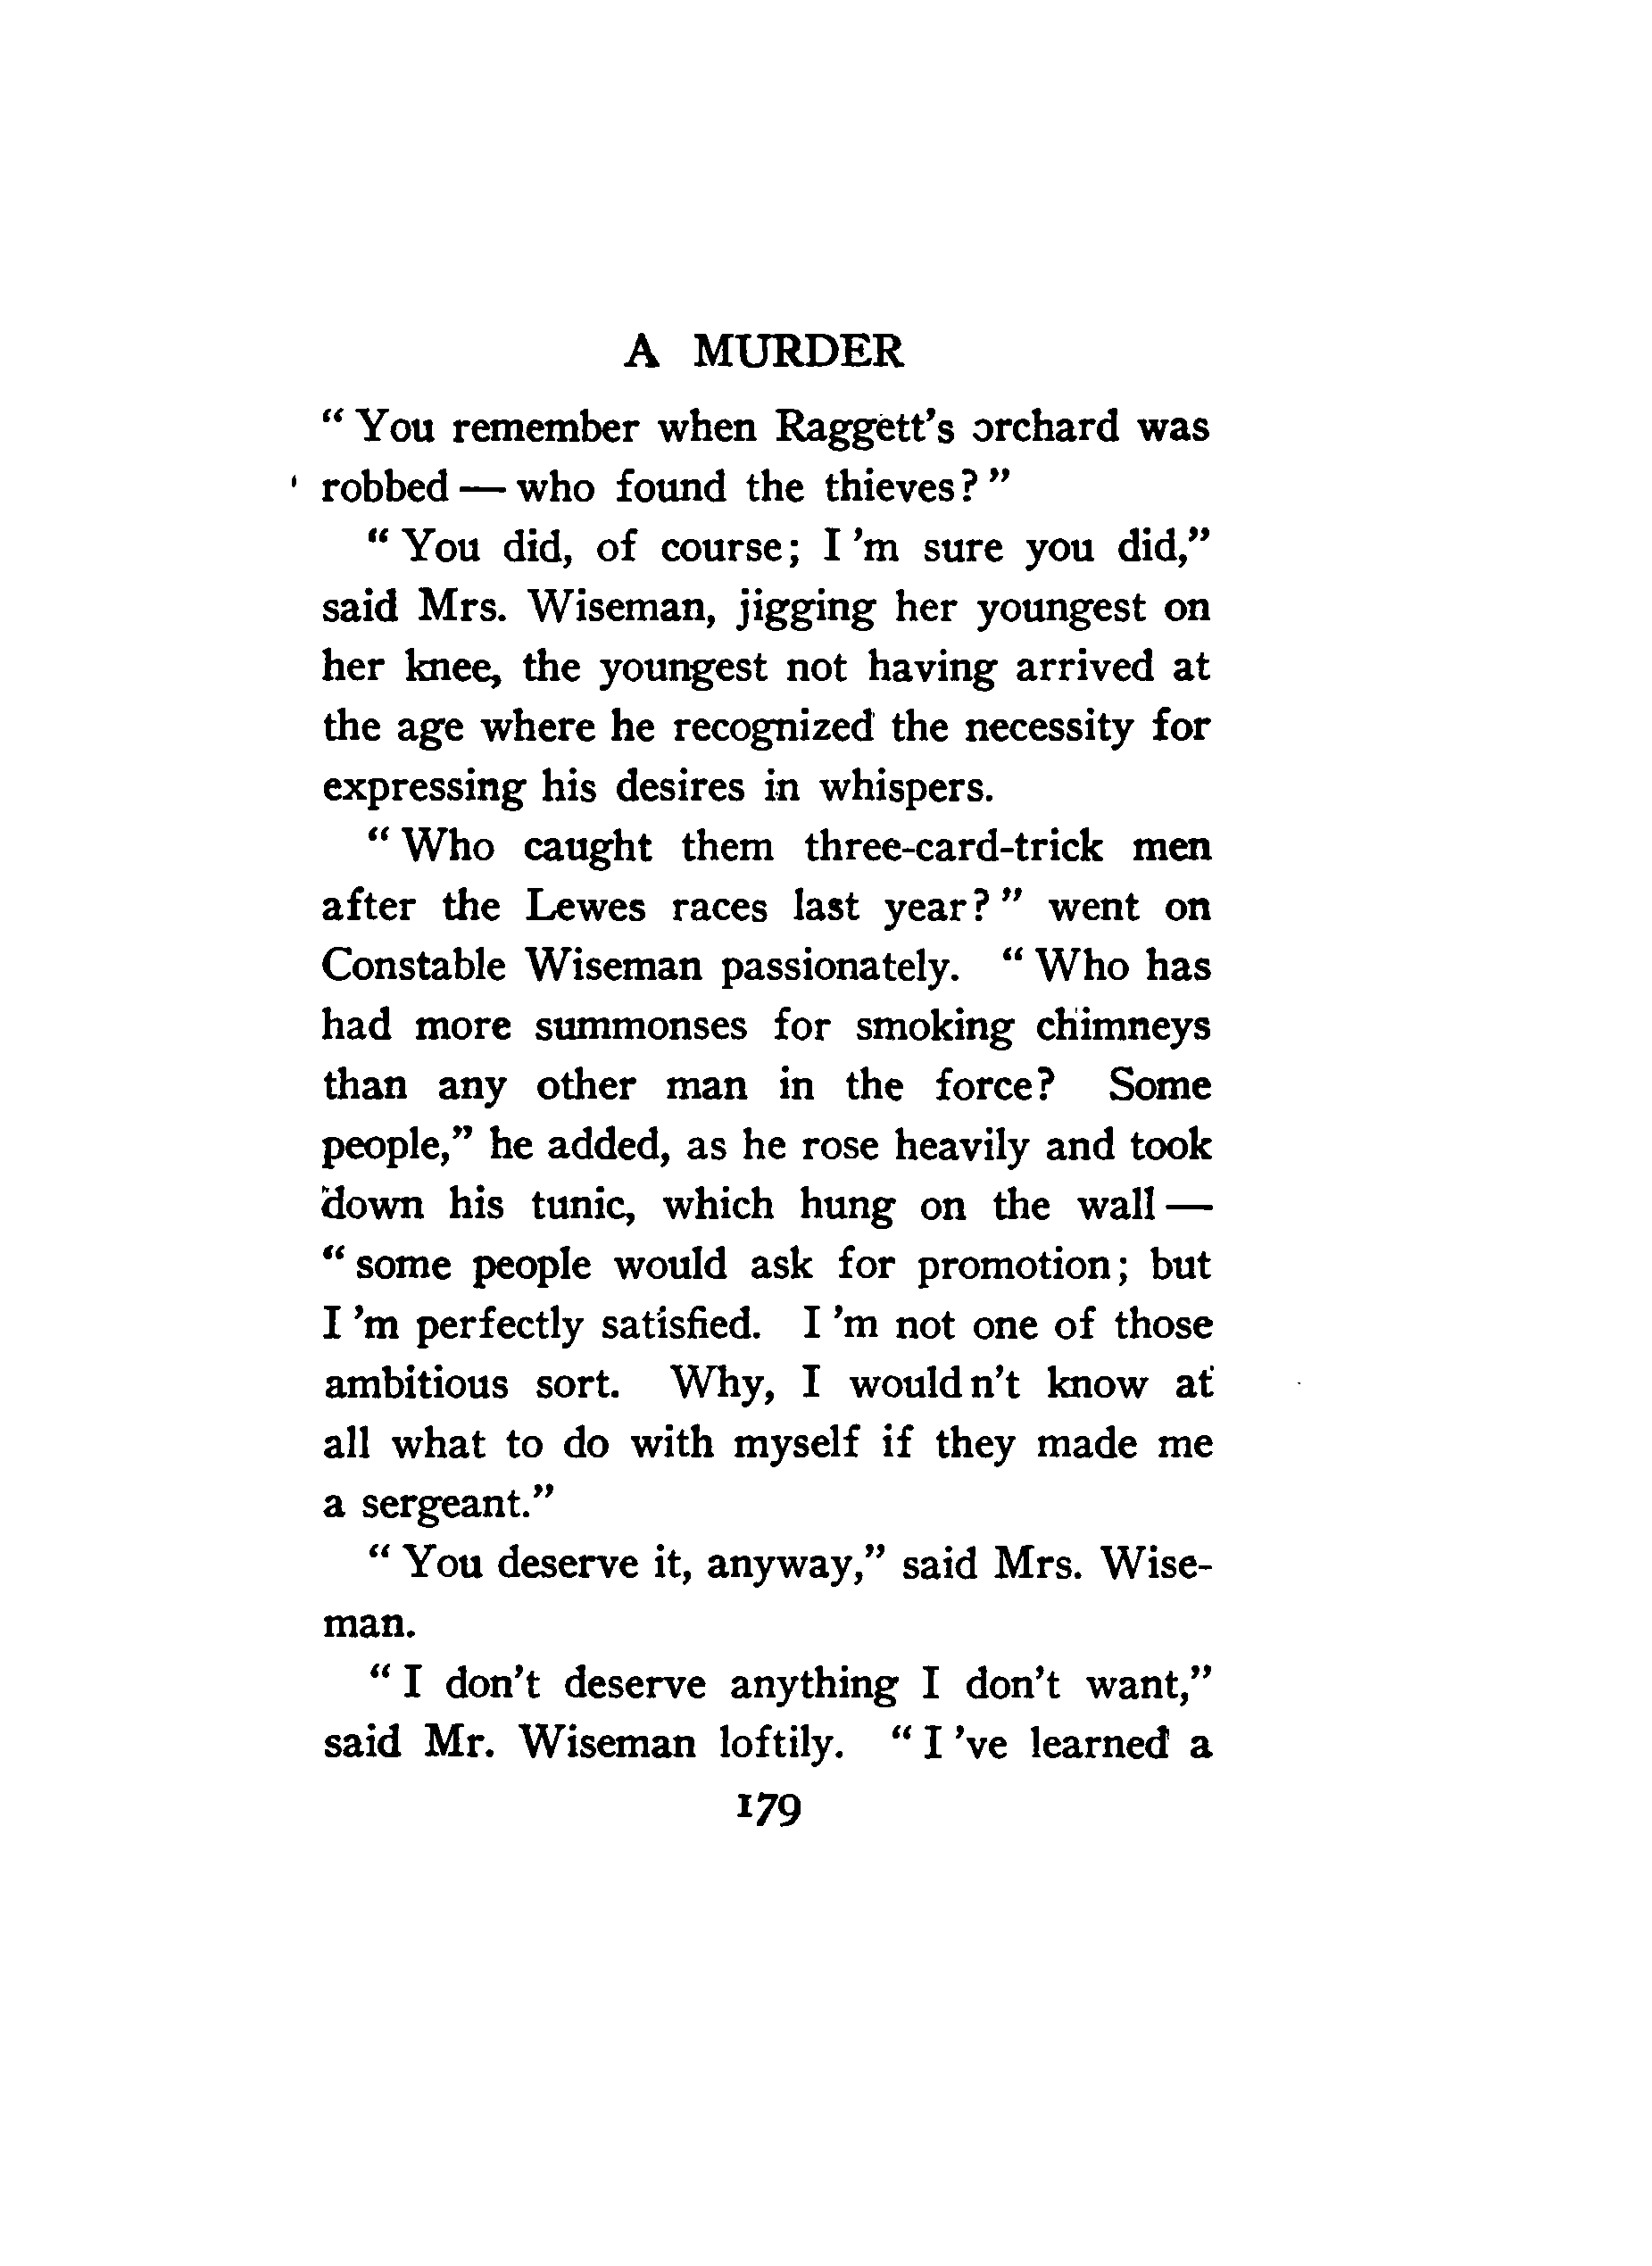 A MURDER
“ You remember when Raggett’s orchard was
robbed — who found the thieves? ”
“ You did, of course; I ’m sure you did,”
said Mrs. Wiseman, jigging her youngest on
her knee, the youngest not having arrived at
the age where he recognized the necessity for
expressing his desires in whispers.
“ Who caught them three-card-trick men
after the Lewes races last year? ” went on
Constable Wiseman passionately. “ Who has
had more summonses for smoking chimneys
than any other man in the force? Some
people,” he added, as he rose heavily and took
down his tunic, which hung on the wall —
“ some people would ask for promotion; but
I ’m perfectly satisfied. I ’m not one of those
ambitious sort. Why, I would n’t know at
all what to do with myself if they made me
a sergeant.”
“ You deserve it, anyway,” said Mrs. Wise-
man.
“ I don’t deserve anything I don’t want,”
said Mr. Wiseman loftily. “ I ’ve learned a
179